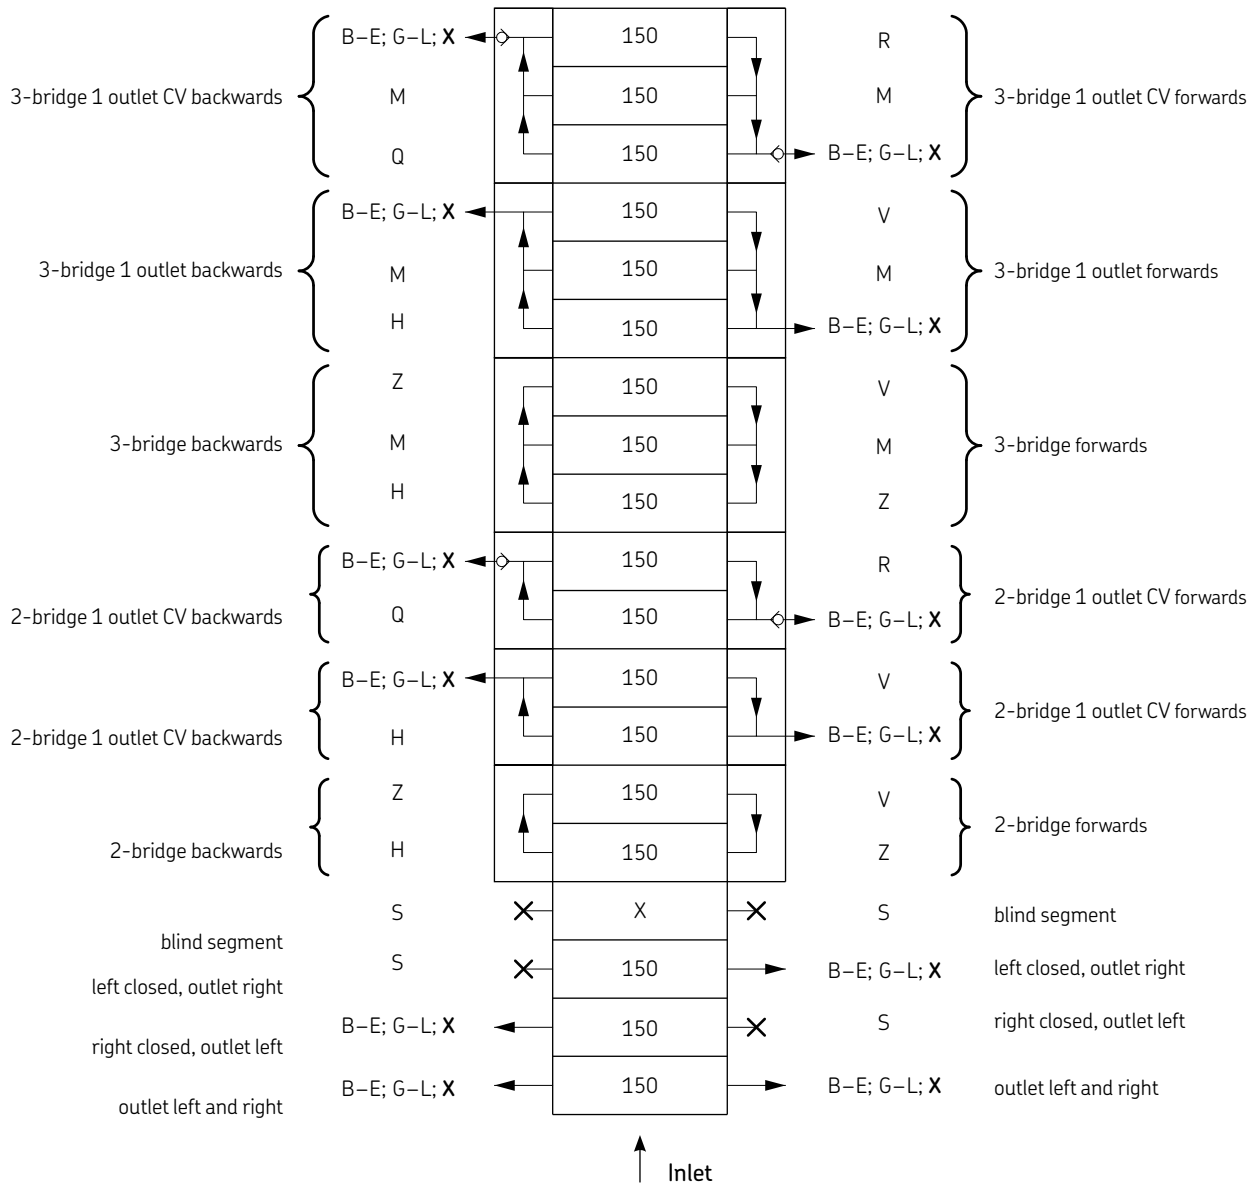 B–E; G–L; X 150 R
3-bridge 1 outlet CV backwards M 150 M 3-bridge 1 outlet CV forwards
Q 150 B–E; G–L; X
B–E; G–L; X 150 V
3-bridge 1 outlet backwards M 150 M 3-bridge 1 outlet forwards
H 150 B–E; G–L; X
Z 150 V
3-bridge backwards M 150 M 3-bridge forwards
H 150 Z
B–E; G–L; X 150 R
2-bridge 1 outlet CV forwards
2-bridge 1 outlet CV backwards Q 150 B–E; G–L; X
B–E; G–L; X 150 V
2-bridge 1 outlet CV forwards
2-bridge 1 outlet CV backwards H 150 B–E; G–L; X
Z 150 V
2-bridge forwards
2-bridge backwards H 150 Z
S X S blind segment
blind segment
S 150 B–E; G–L; X left closed, outlet right
left closed, outlet right
B–E; G–L; X 150 S right closed, outlet left
right closed, outlet left
B–E; G–L; X 150 B–E; G–L; X outlet left and right
outlet left and right
Inlet